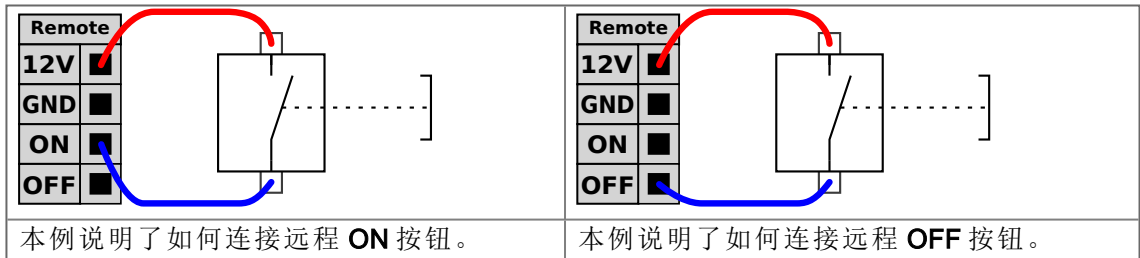 Remote
12V
GND
ON
OFF
本例说明了如何连接远程 ON 按钮。
Remote
12V
GND
ON
OFF
本例说明了如何连接远程 OFF 按钮。